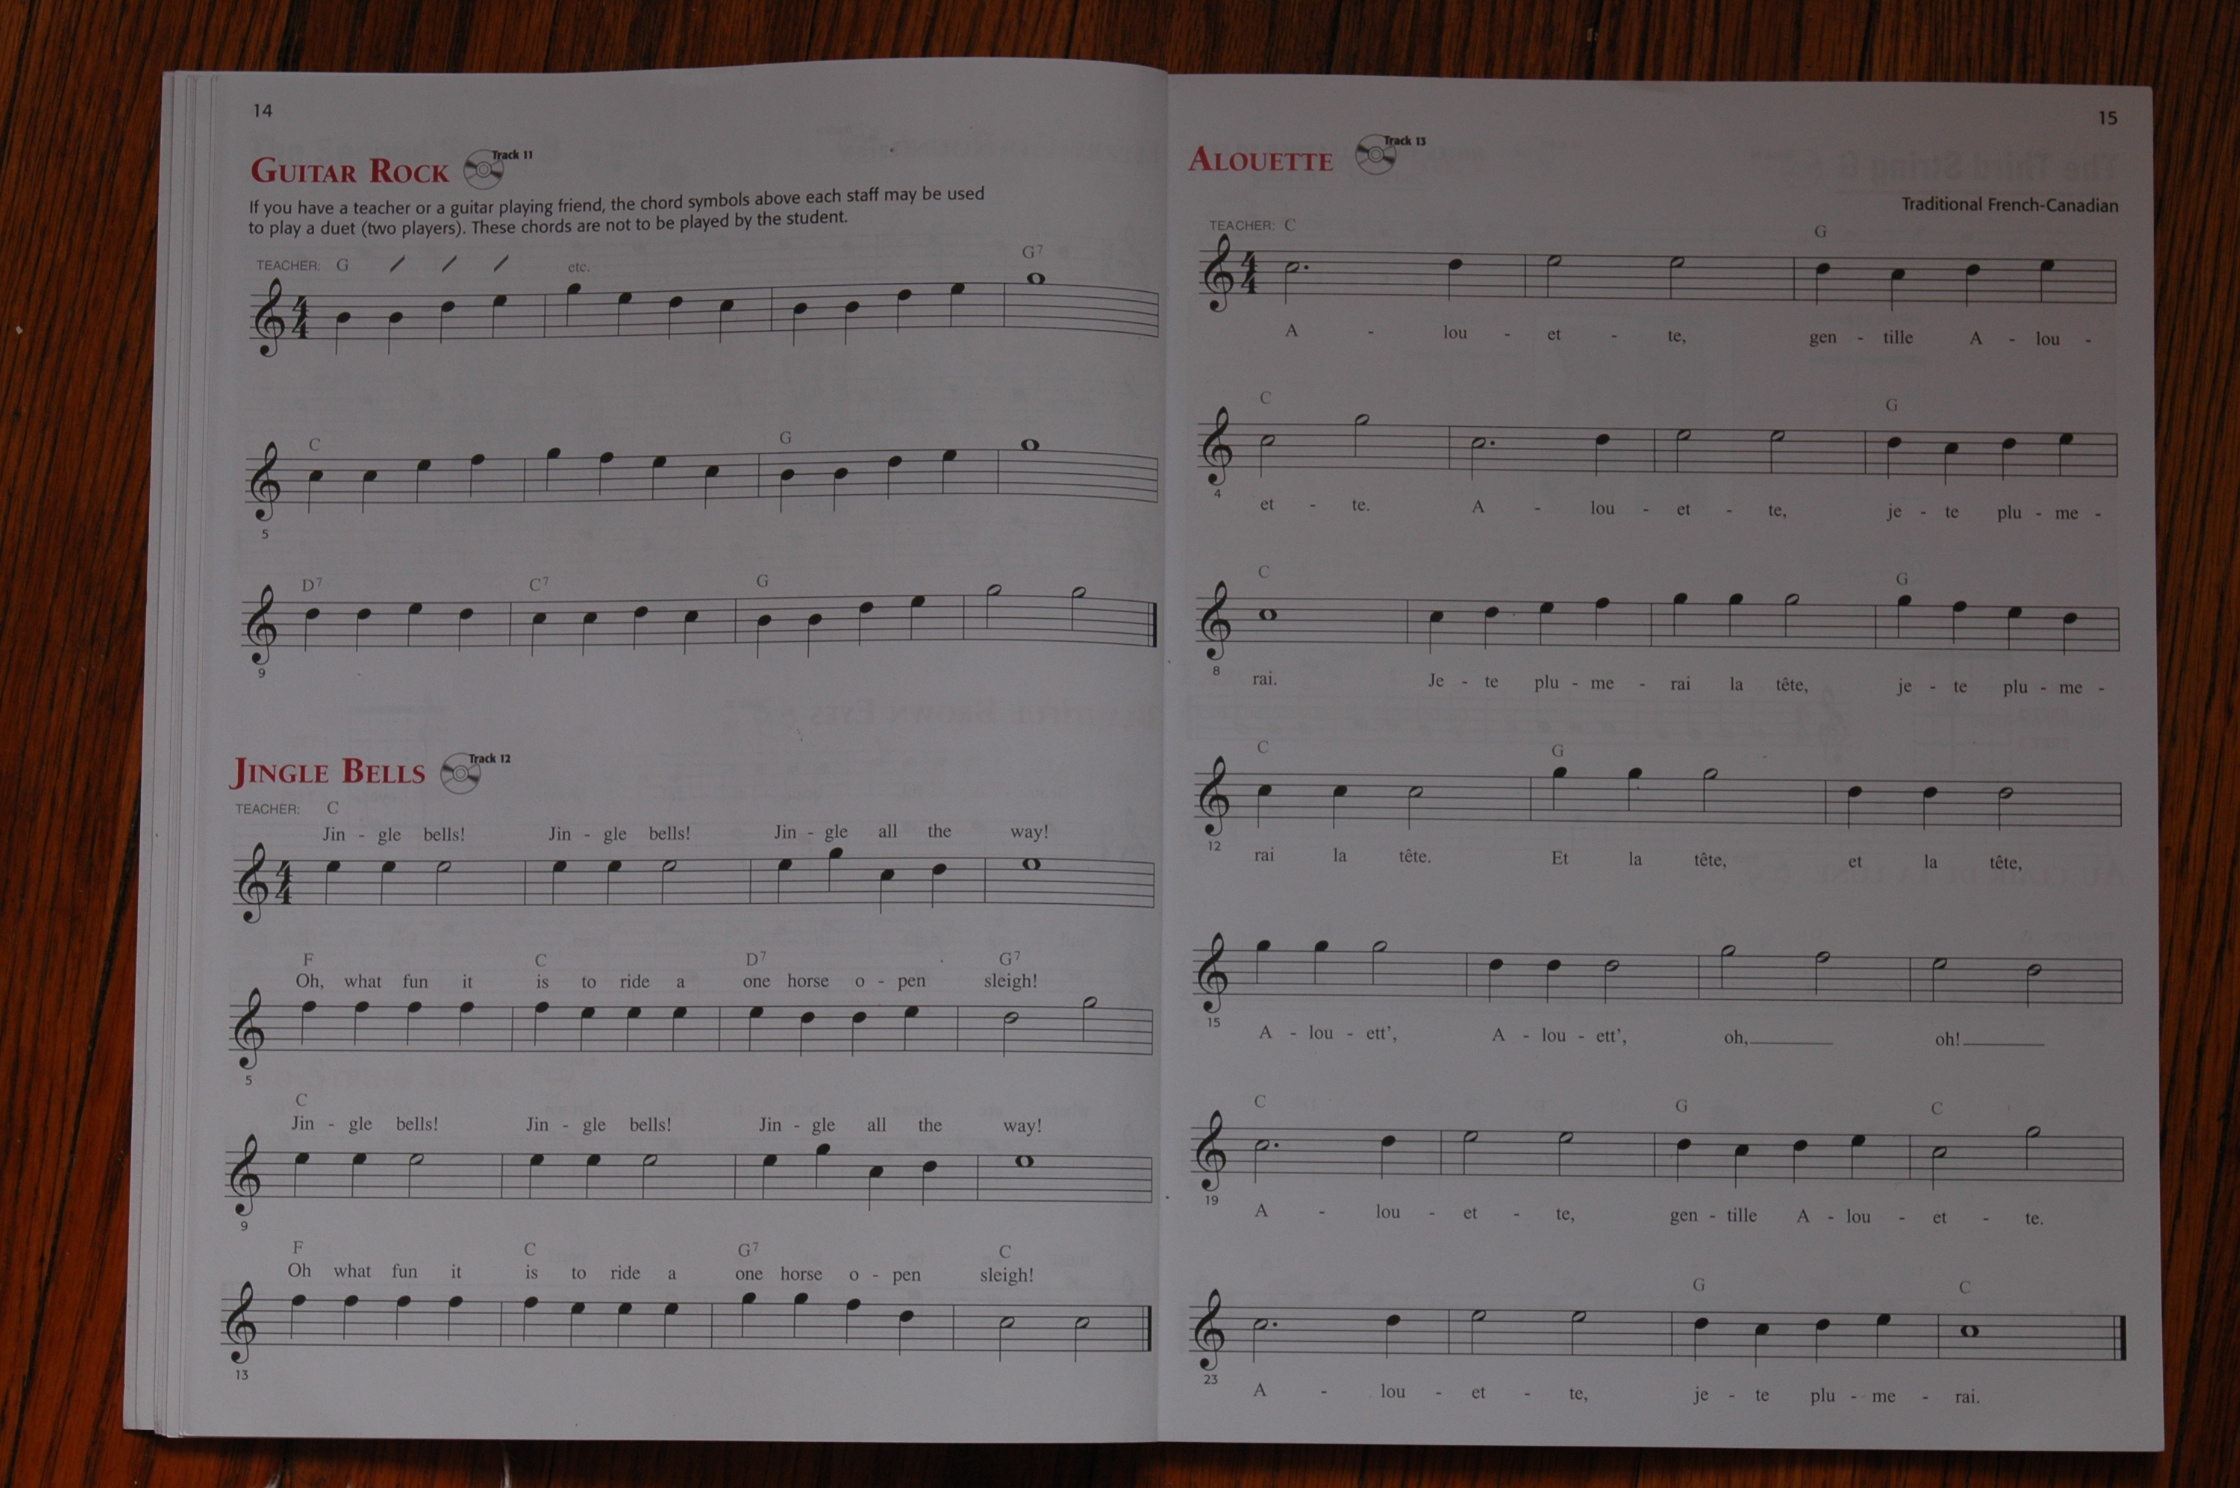 14
GUITAR ROCK Track 11
If you have a teacher or a guitar playing friend, the chord symbols above each staff may be used
to play a duet (two players). These chords are not to be played by the student.
TEACHER: G / / / etc. G7
C G
5
D7 C7 G
9
JINGLE BELLS Track 12
TEACHER: C
Jin - gle bells! Jin - gle bells! Jin - gle all the way!
F C D7 G7
Oh, what fun it is to ride a one horse o - pen sleigh!
5
C
Jin - gle bells! Jin - gle bells! Jin - gle all the way!
9
F C G7 C
Oh what fun it is to ride a one horse o - pen sleigh!
13
15
ALOUETTE Track 13
Traditional French-Canadian
TEACHER: C G
A - lou - et - te, gen - tille A - lou -
C G
4
et - te. A - lou - et - te, je - te plu - me -
C G
8
rai. Je - te plu - me - rai la tête, je - te plu - me -
C G
12
rai la tête. Et la tête, et la tête,
15
A - lou - ett', A - lou - ett', oh, oh!
C G C
19
A - lou - et - te, gen - tille A - lou - et - te.
G C
23
A - lou - et - te, je - te plu - me - rai.